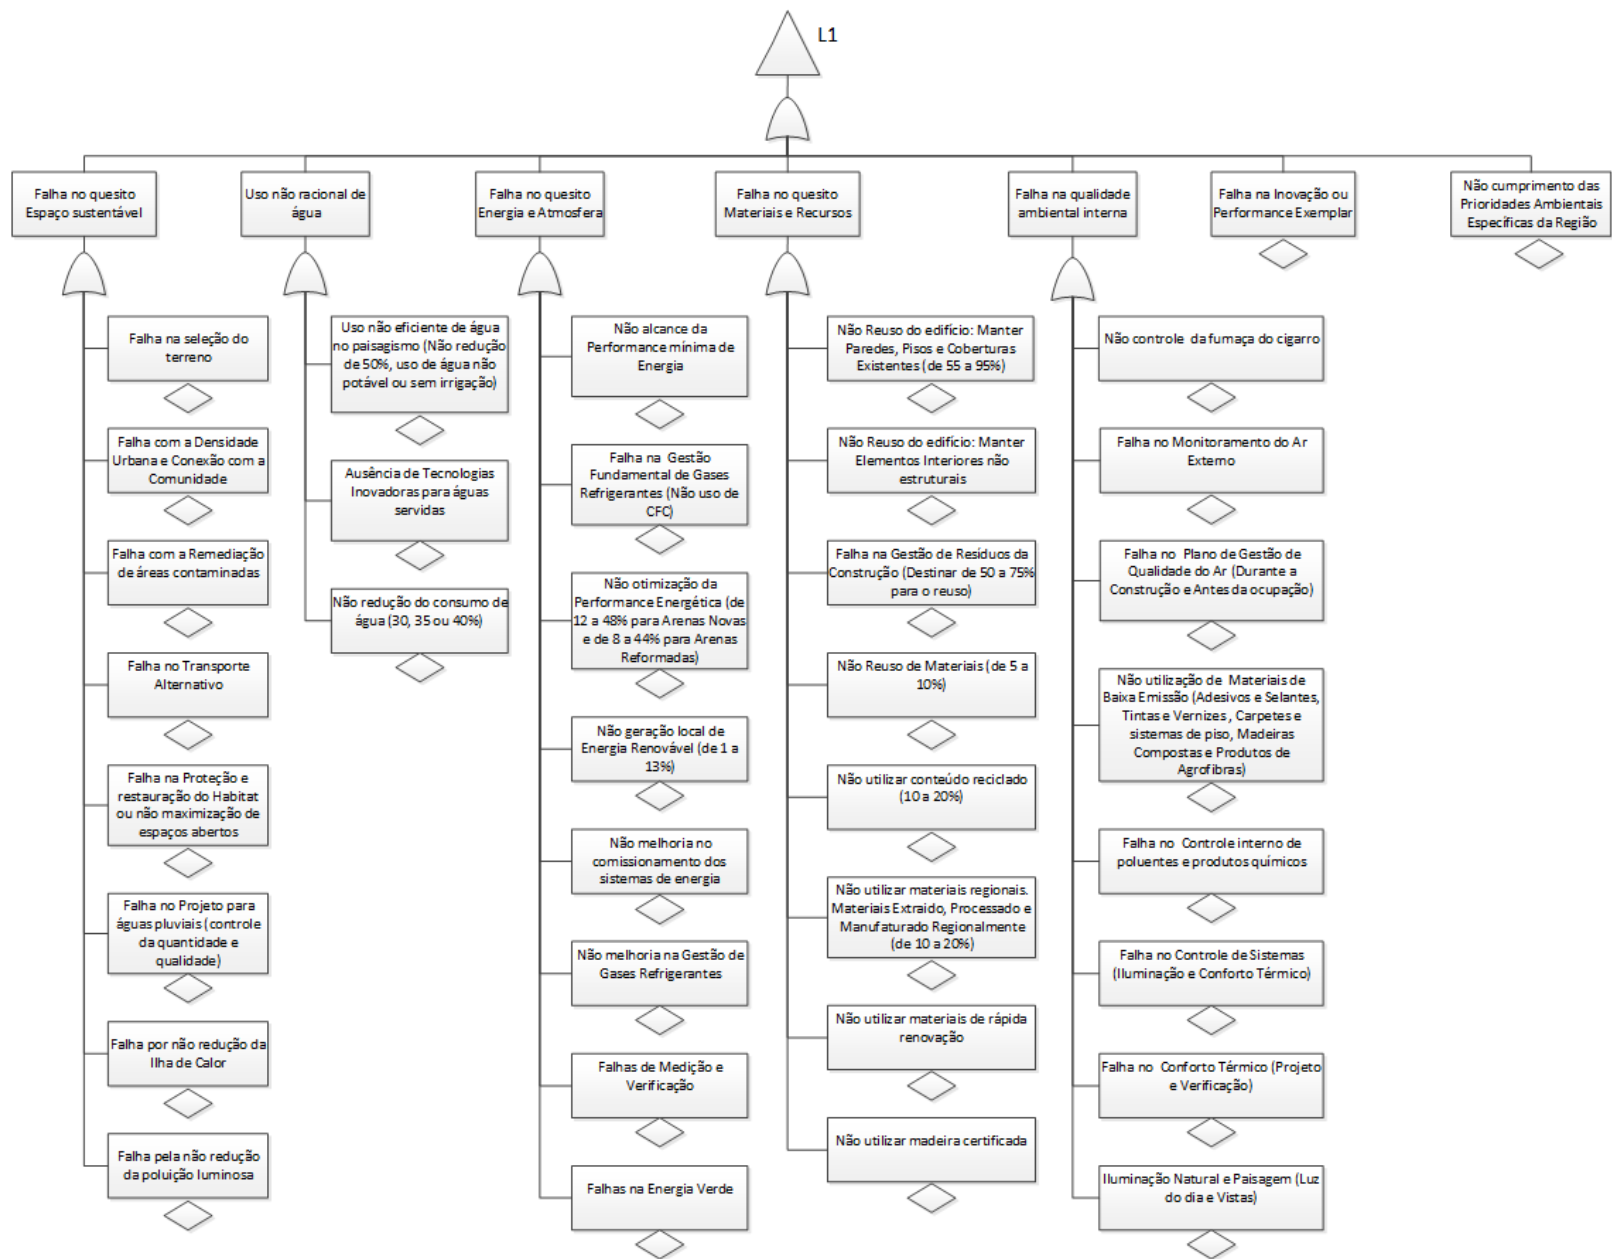 L1
Falha no quesito
Espaço sustentável
Uso não racional de
água
Falha no quesito
Energia e Atmosfera
Falha no quesito
Materiais e Recursos
Falha na qualidade
ambiental interna
Falha na Inovação ou
Performance Exemplar
Não cumprimento das
Prioridades Ambientais
Específicas da Região
Falha na seleção do
terreno
Falha com a Densidade
Urbana e Conexão com a
Comunidade
Falha com a Remediação
de áreas contaminadas
Falha no Transporte
Alternativo
Falha na Proteção e
restauração do Habitat
ou não maximização de
espaços abertos
Falha no Projeto para
águas pluviais (controle
da quantidade e
qualidade)
Falha por não redução da
Ilha de Calor
Falha pela não redução
da poluição luminosa
Uso não eficiente de água
no paisagismo (Não redução
de 50%, uso de água não
potável ou sem irrigação)
Ausência de Tecnologias
Inovadoras para águas
servidas
Não redução do consumo de
água (30, 35 ou 40%)
Não alcance da
Performance mínima de
Energia
Falha na Gestão
Fundamental de Gases
Refrigerantes (Não uso de
CFC)
Não otimização da
Performance Energética (de
12 a 48% para Arenas Novas
e de 8 a 44% para Arenas
Reformadas)
Não geração local de
Energia Renovável (de 1 a
13%)
Não melhoria no
comissionamento dos
sistemas de energia
Não melhoria na Gestão de
Gases Refrigerantes
Falhas de Medição e
Verificação
Falhas na Energia Verde
Não Reuso do edifício: Manter
Paredes, Pisos e Coberturas
Existentes (de 55 a 95%)
Não Reuso do edifício: Manter
Elementos Interiores não
estruturais
Falha na Gestão de Resíduos da
Construção (Destinar de 50 a 75%
para o reuso)
Não Reuso de Materiais (de 5 a
10%)
Não utilizar conteúdo reciclado
(10 a 20%)
Não utilizar materiais regionais.
Materiais Extraido, Processado e
Manufaturado Regionalmente
(de 10 a 20%)
Não utilizar materiais de rápida
renovação
Não utilizar madeira certificada
Não controle da fumaça do cigarro
Falha no Monitoramento do Ar
Externo
Falha no Plano de Gestão de
Qualidade do Ar (Durante a
Construção e Antes da ocupação)
Não utilização de Materiais de
Baixa Emissão (Adesivos e Selantes,
Tintas e Vernizes , Carpetes e
sistemas de piso, Madeiras
Compostas e Produtos de
Agrofibras)
Falha no Controle interno de
poluentes e produtos químicos
Falha no Controle de Sistemas
(Iluminação e Conforto Térmico)
Falha no Conforto Térmico (Projeto
e Verificação)
Iluminação Natural e Paisagem (Luz
do dia e Vistas)